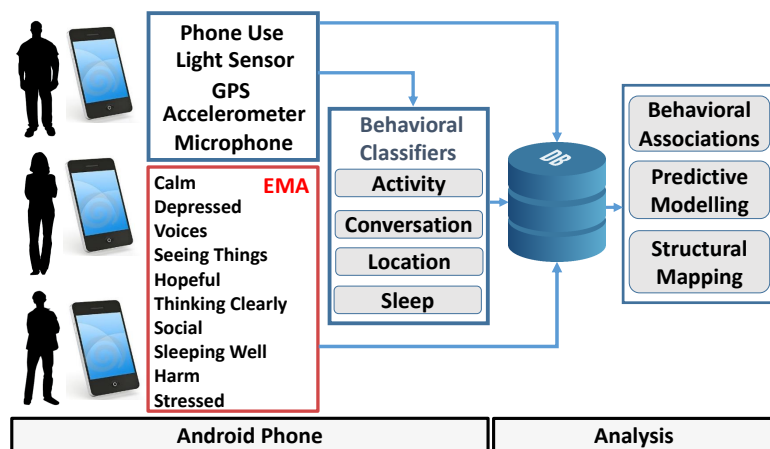 Phone Use
Light Sensor
GPS
Accelerometer
Microphone
EMA
Calm
Depressed
Voices
Seeing Things
Hopeful
Thinking Clearly
Social
Sleeping Well
Harm
Stressed
Behavioral
Classifiers
Activity
Conversation
Location
Sleep
DB
Behavioral
Associations
Predictive
Modelling
Structural
Mapping
Android Phone
Analysis